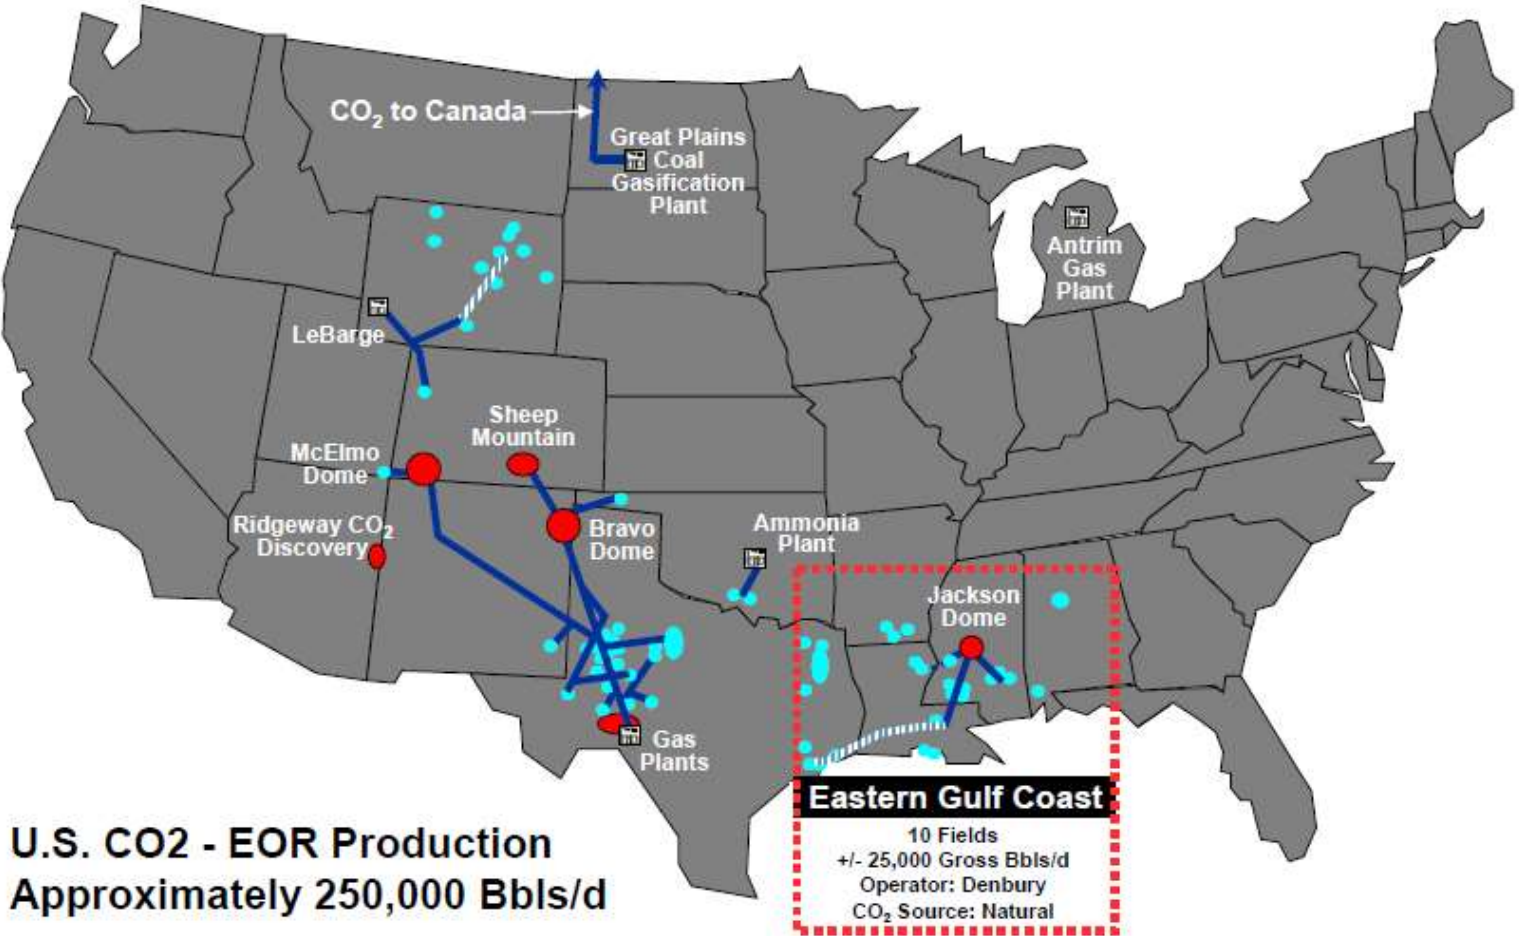 CO₂ to Canada
Great Plains
Coal
Gasification
Plant
Antrim
Gas
Plant
LeBarge
Sheep
Mountain
McElmo
Dome
Ridgeway CO₂
Discovery
Bravo
Dome
Ammonia
Plant
Jackson
Dome
Gas
Plants
Eastern Gulf Coast
10 Fields
+/- 25,000 Gross Bbls/d
Operator: Denbury
CO₂ Source: Natural
U.S. CO2 - EOR Production
Approximately 250,000 Bbls/d